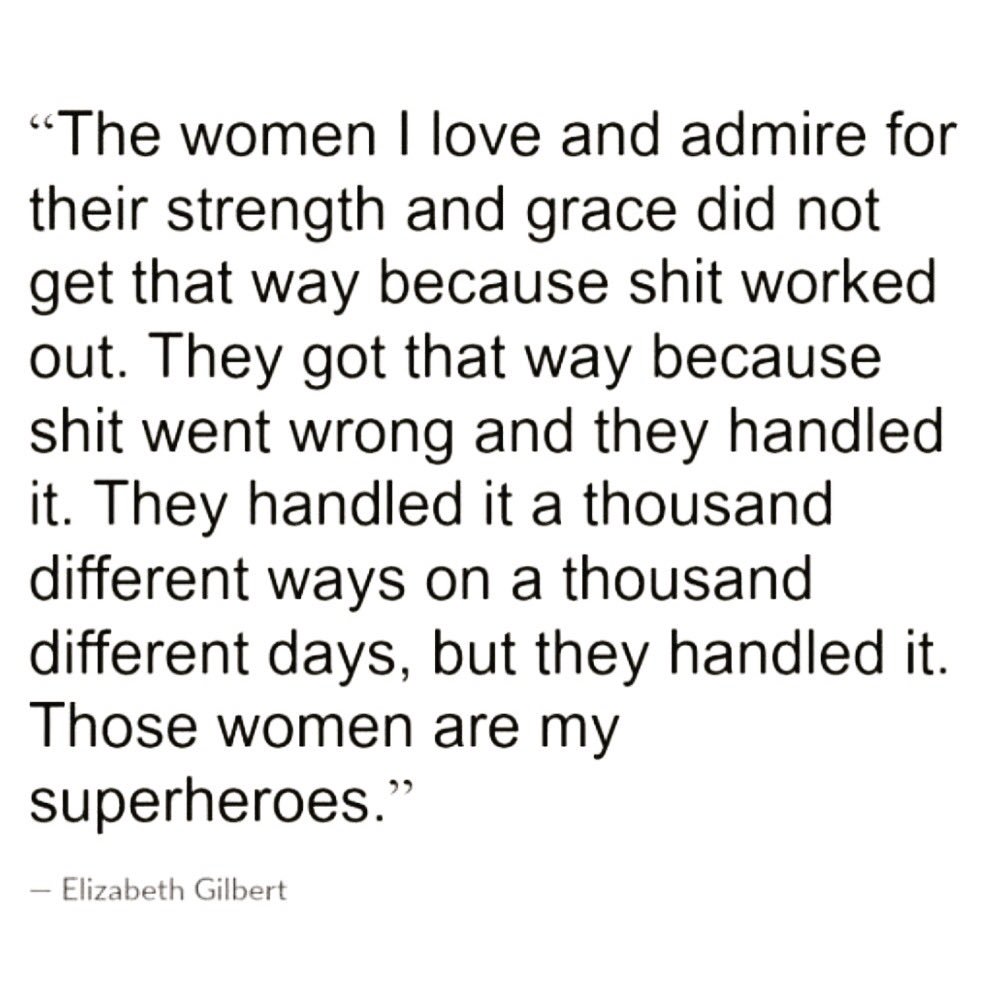 “The women I love and admire for
their strength and grace did not
get that way because shit worked
out. They got that way because
shit went wrong and they handled
it. They handled it a thousand
different ways on a thousand
different days, but they handled it.
Those women are my
superheroes.”
— Elizabeth Gilbert